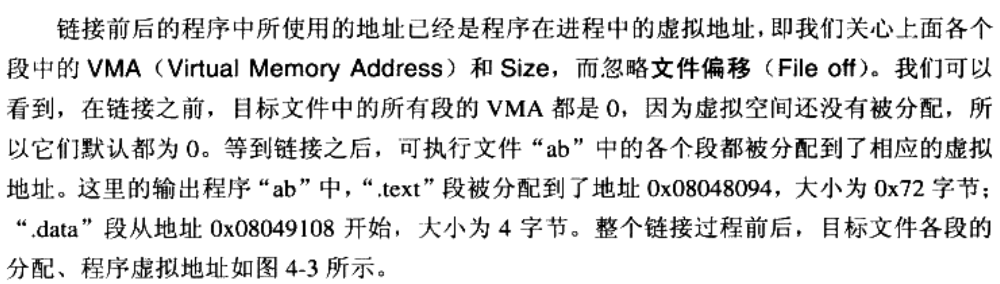 链接前后的程序中所使用的地址已经是程序在进程中的虚拟地址，即我们关心上面各个
段中的 VMA（Virtual Memory Address）和 Size，而忽略文件偏移（File off）。我们可以
看到，在链接之前，目标文件中的所有段的 VMA 都是 0，因为虚拟空间还没有被分配，所
以它们默认都为 0。等到链接之后，可执行文件“ab”中的各个段都被分配到了相应的虚拟
地址。这里的输出程序“ab”中，“.text”段被分配到了地址 0x08048094，大小为 0x72 字节；
“.data”段从地址 0x08049108 开始，大小为 4 字节。整个链接过程前后，目标文件各段的
分配、程序虚拟地址如图 4-3 所示。